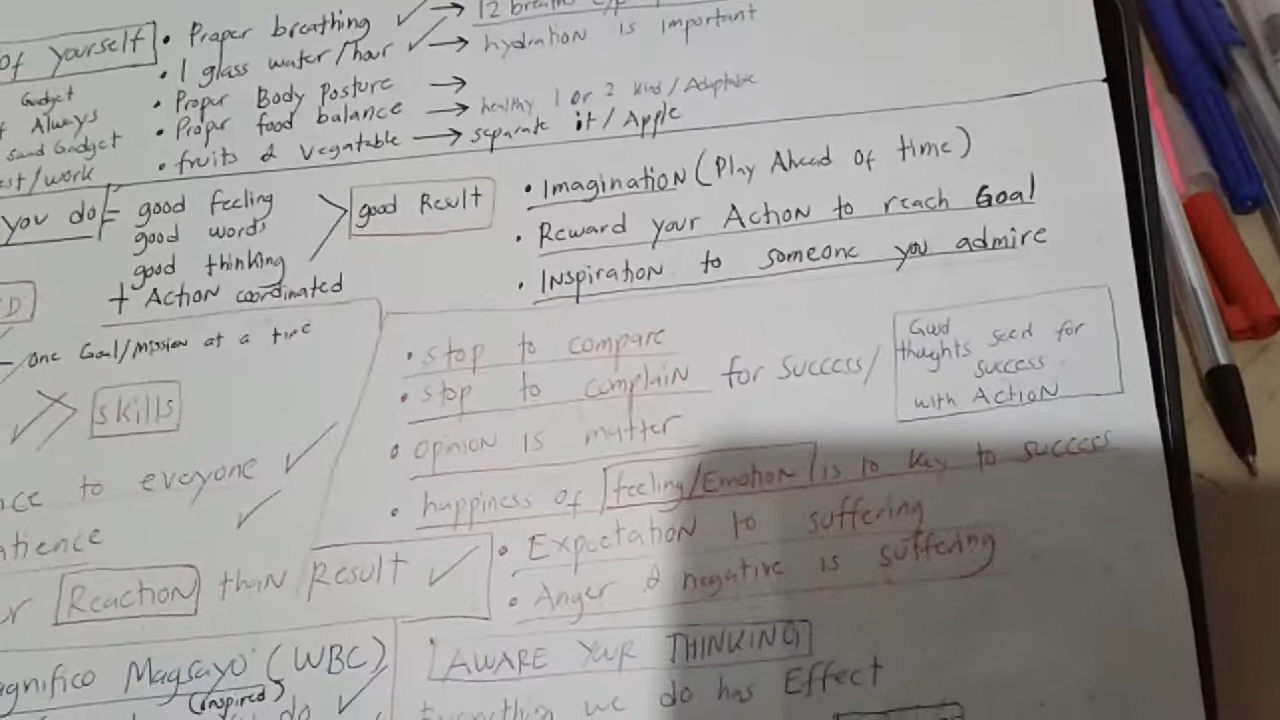 of yourself
• Proper breathing ✓ → 12
• 1 glass water/hour ✓ → hydration is important
• Proper Body Posture →
• Proper food balance → healthy 1 or 2 kind / Adaptable
• fruits & Vegatable → separate it / Apple
Gadget
Always
Gadget
/work
you do =
good feeling
good words
good thinking
+ Action coordinated
good Result
• Imagination (Play Ahead of time)
• Reward your Action to reach Goal
• Inspiration to someone you admire
D
- one Goal/mission at a time
skills
to everyone ✓
Reaction than Result ✓
• stop to compare
• stop to complain for success/
• opinion is matter
Good
thoughts seed for
success
with Action
• happiness of feeling/Emotion is to key to success
• Expectation to suffering
• Anger & negative is suffering
Magsayo (WBC)
(inspired)
do ✓
AWARE YOUR THINKING
Everything we do has Effect